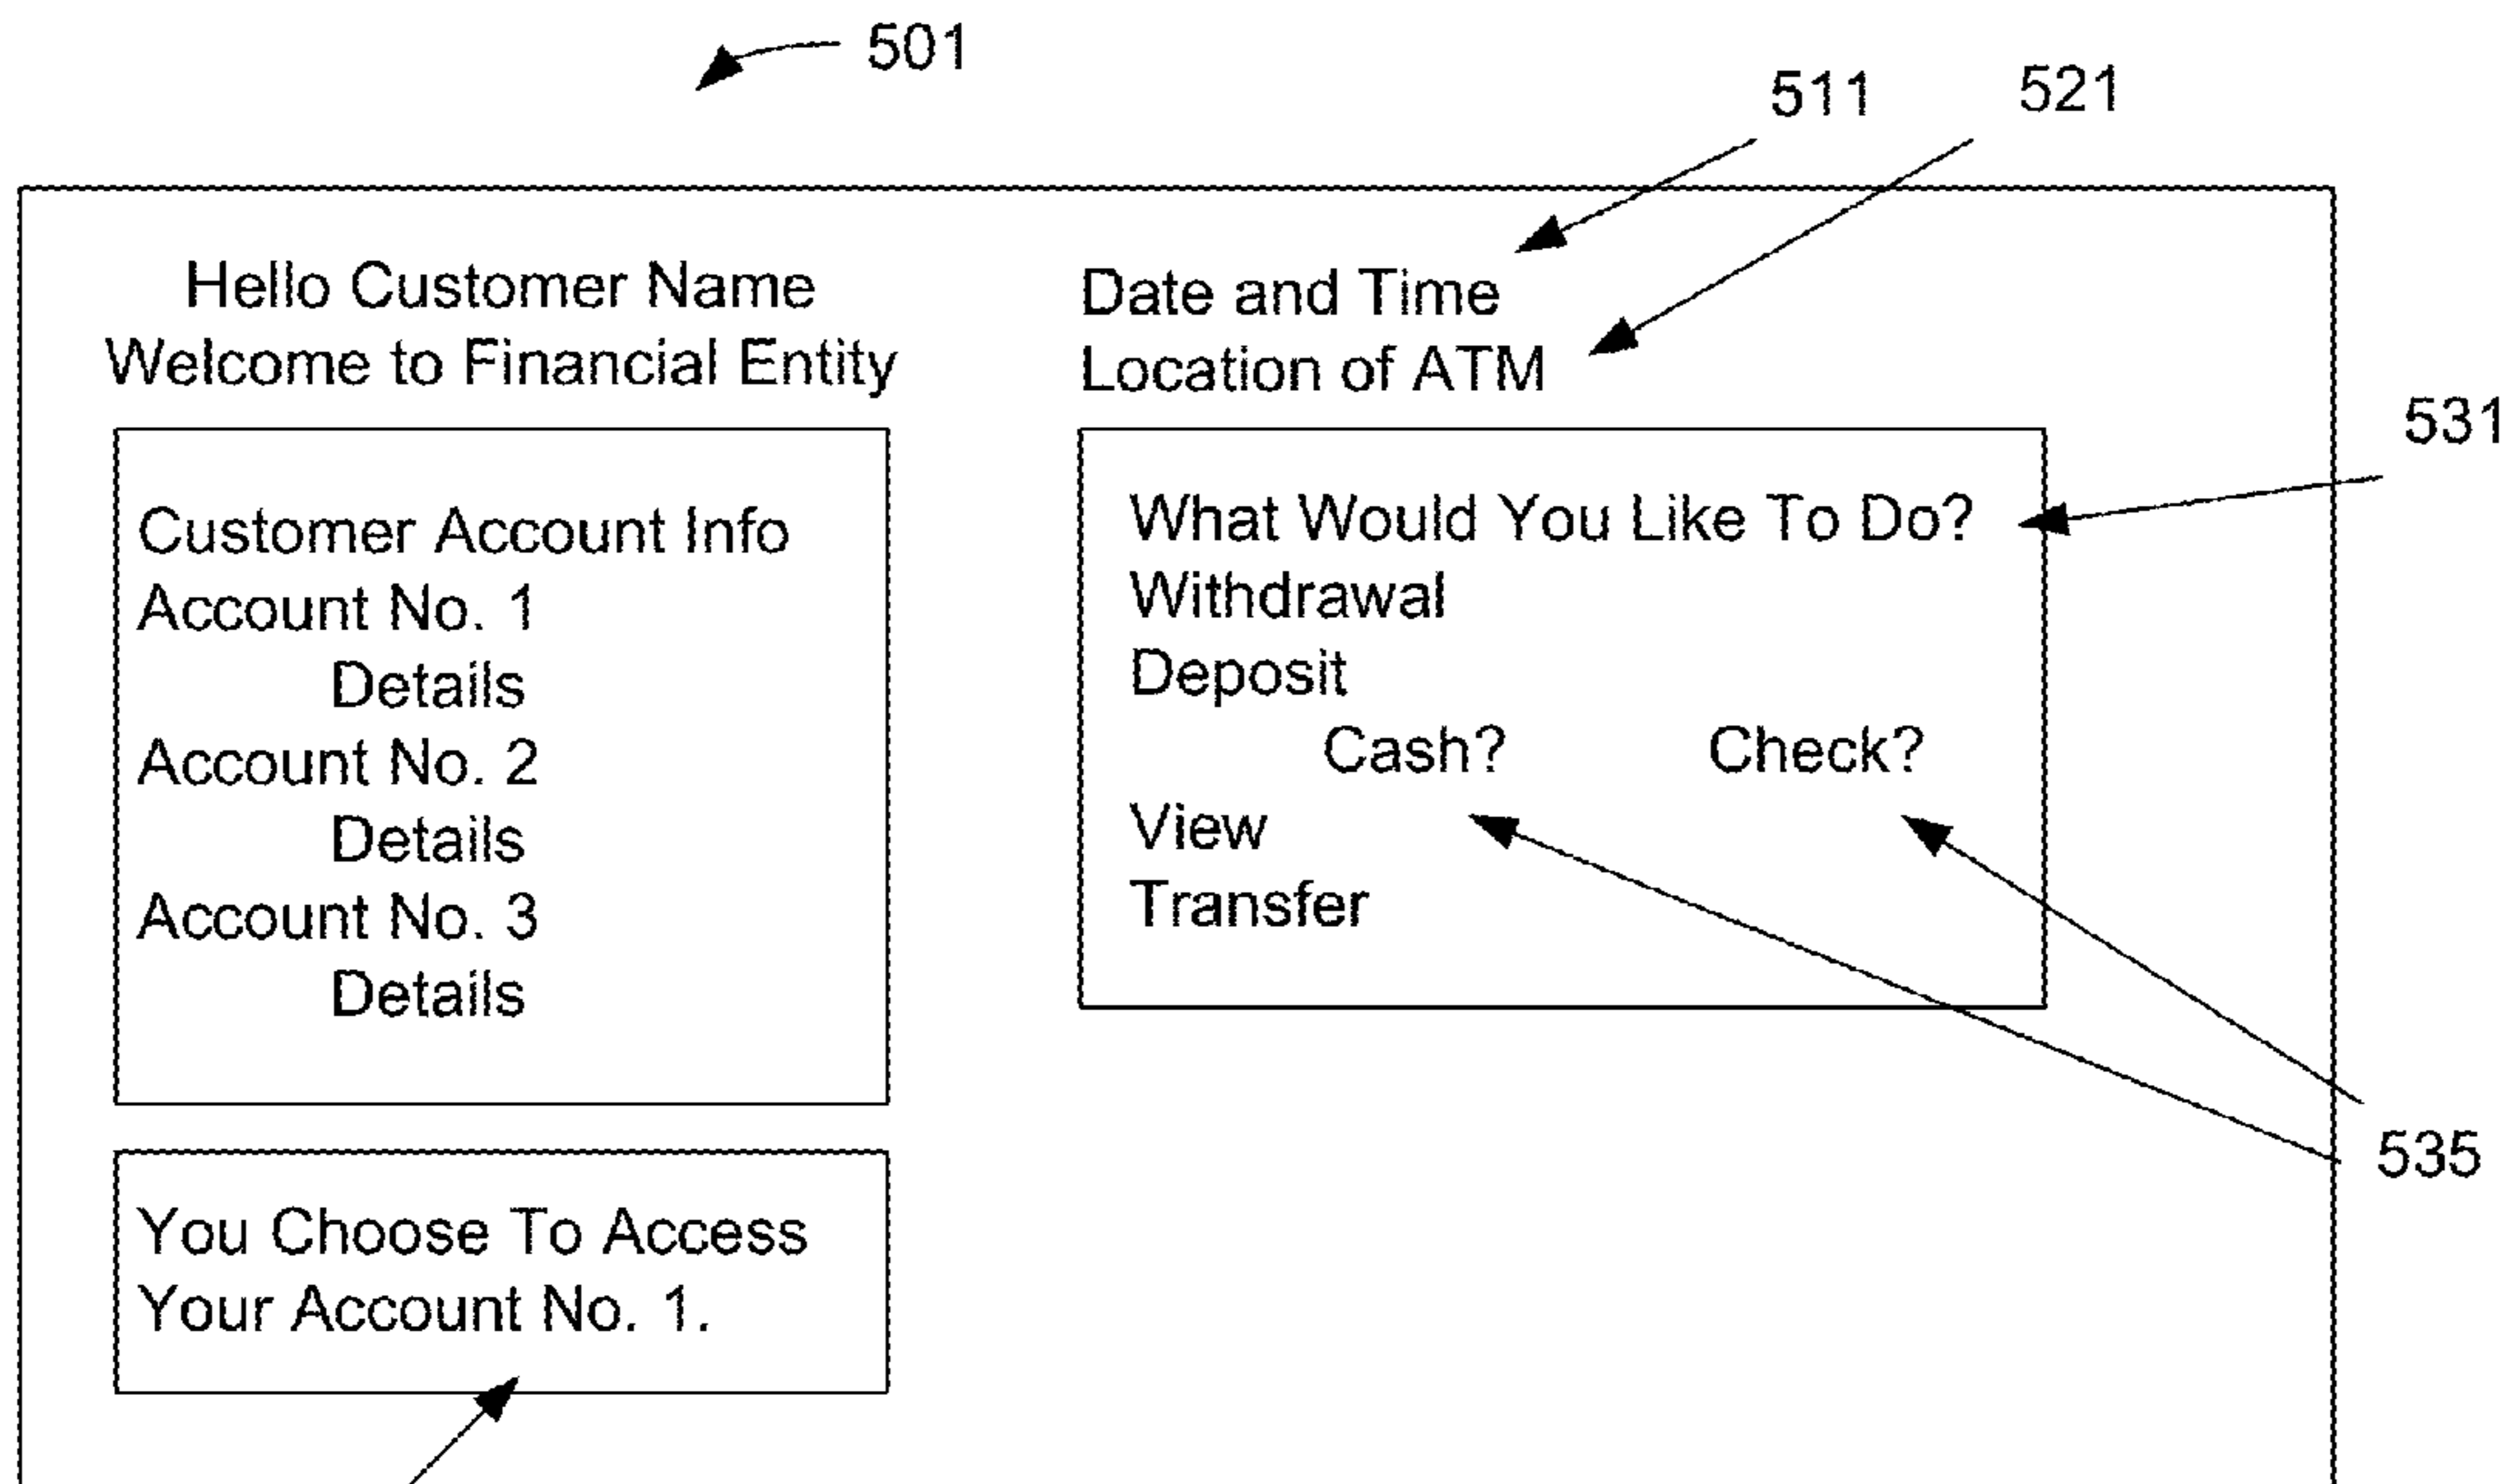 501
511
521
Hello Customer Name
Welcome to Financial Entity
Date and Time
Location of ATM
531
Customer Account Info
Account No. 1
Details
Account No. 2
Details
Account No. 3
Details
What Would You Like To Do?
Withdrawal
Deposit
Cash? Check?
View
Transfer
535
You Choose To Access
Your Account No. 1.